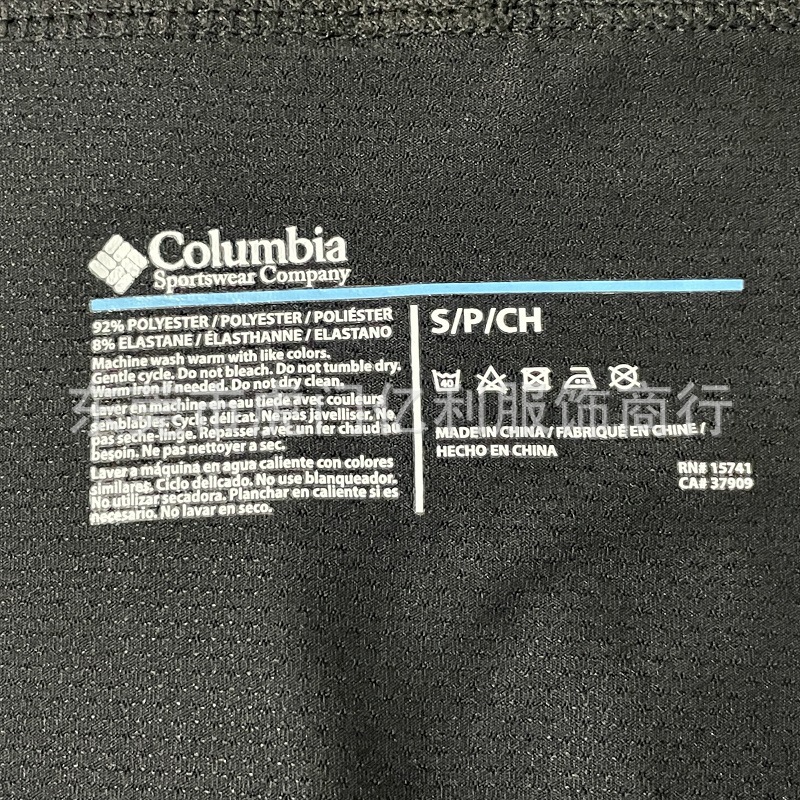 Columbia
Sportswear Company
92% POLYESTER / POLYESTER / POLIÉSTER
8% ELASTANE / ÉLASTHANNE / ELASTANO
Machine wash warm with like colors.
Gentle cycle. Do not bleach. Do not tumble dry.
Warm iron if needed. Do not dry clean.
Laver en machine en eau tiède avec couleurs
semblables. Cycle délicat. Ne pas javelliser. No
pas seche-linge. Repasser avec un fer chaud au
besoin. Ne pas nettoyer a sec.
Lavar a máquina en agua caliente con colores
similares. Ciclo delicado. No use blanqueador.
No utilizar secadora. Planchar en caliente si es
necesario. No lavar en seco.
S/P/CH
40
MADE IN CHINA / FABRIQUÉ EN CHINE /
HECHO EN CHINA
RN# 15741
CA# 37909
亿利服饰商行